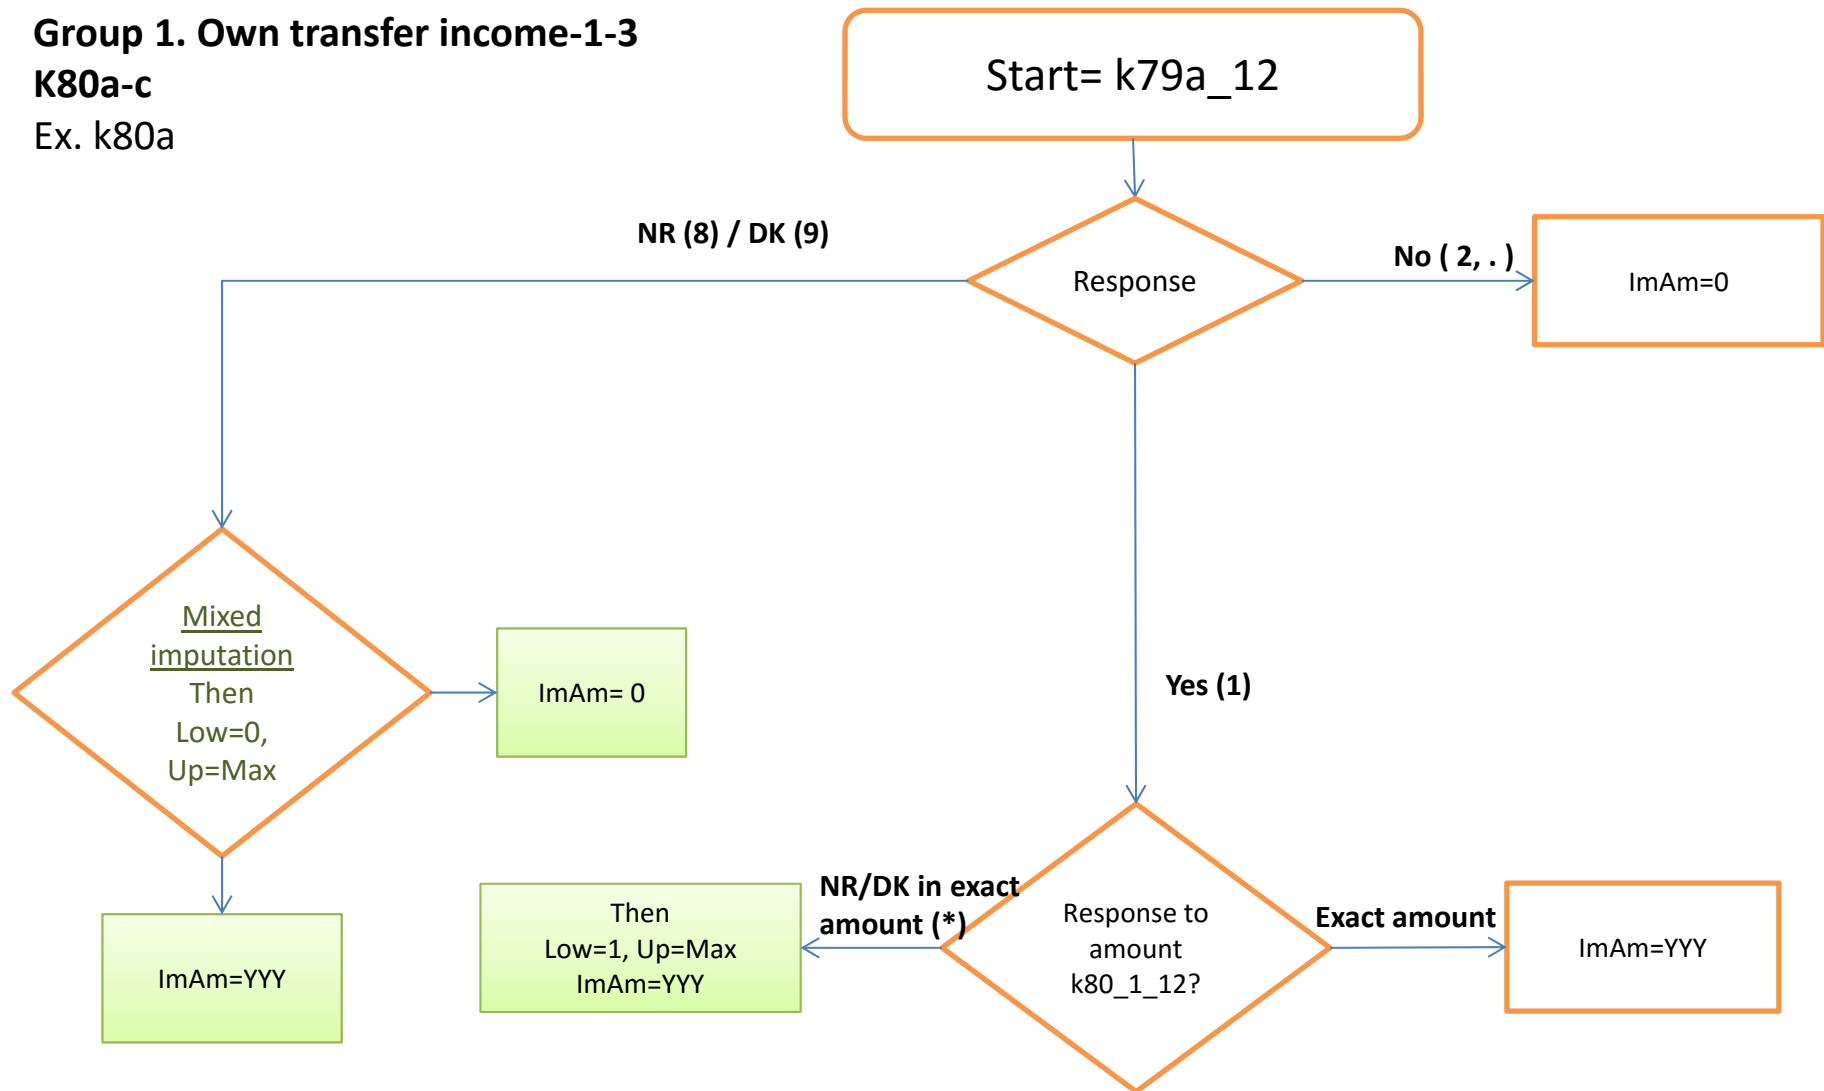 Group 1. Own transfer income-1-3
K80a-c
Ex. k80a
Start= k79a_12
NR (8) / DK (9)
Response
No ( 2, . )
ImAm=0
Mixed
imputation
Then
Low=0,
Up=Max
ImAm= 0
Yes (1)
ImAm=YYY
Then
Low=1, Up=Max
ImAm=YYY
NR/DK in exact
amount (*)
Response to
amount
k80_1_12?
Exact amount
ImAm=YYY